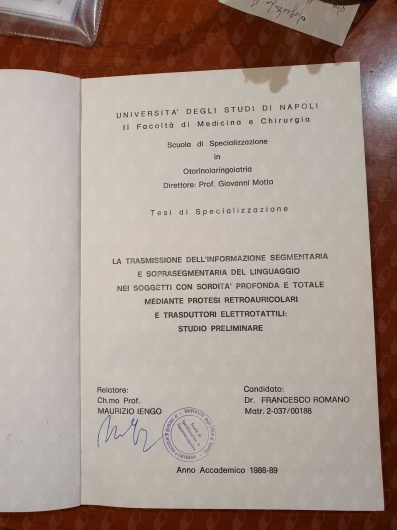 UNIVERSITA' DEGLI STUDI DI NAPOLI
II Facoltà di Medicina e Chirurgia
Scuola di Specializzazione
in
Otorinolaringoiatria
Direttore: Prof. Giovanni Motta
Tesi di Specializzazione
LA TRASMISSIONE DELL'INFORMAZIONE SEGMENTARIA
E SOPRASEGMENTARIA DEL LINGUAGGIO
NEI SOGGETTI CON SORDITA' PROFONDA E TOTALE
MEDIANTE PROTESI RETROAURICOLARI
E TRASDUTTORI ELETTROTATTILI:
STUDIO PRELIMINARE
Relatore:
Ch.mo Prof.
MAURIZIO IENGO
Candidato:
Dr. FRANCESCO ROMANO
Matr. 2-037/00188
Anno Accademico 1988-89